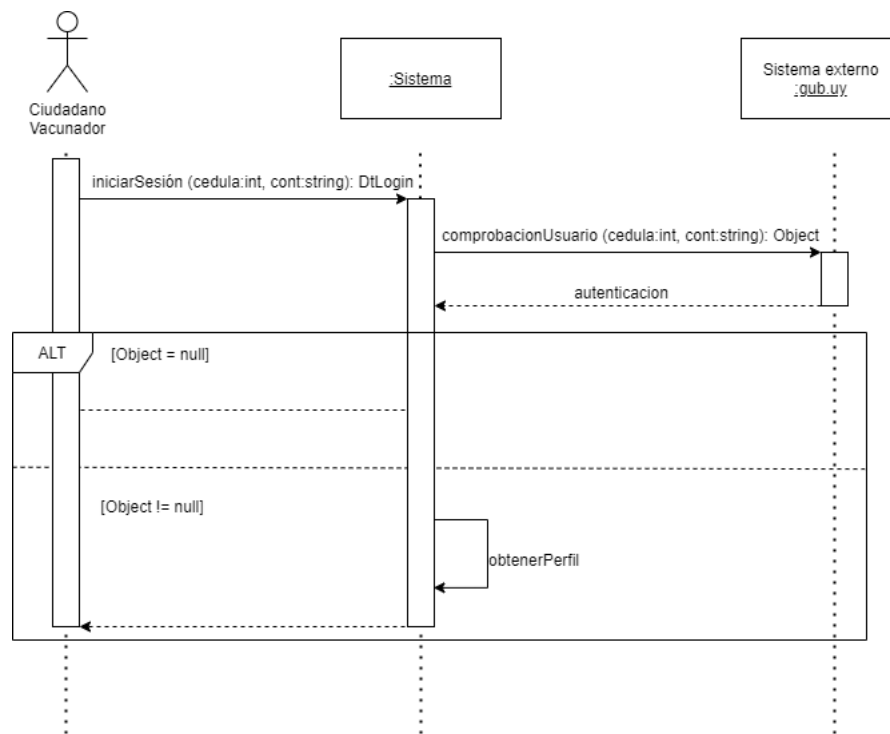 Ciudadano
Vacunador
:Sistema
Sistema externo
:gub.uy
iniciarSesión (cedula:int, cont:string): DtLogin
comprobacionUsuario (cedula:int, cont:string): Object
autenticacion
ALT
[Object = null]
[Object != null]
obtenerPerfil